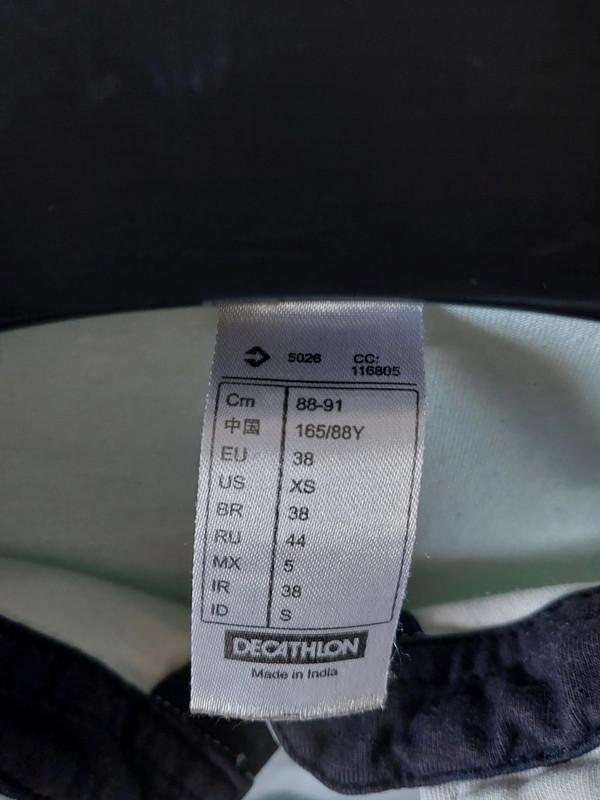 5026 CC:
116805
Cm 88-91
中国 165/88Y
EU 38
US XS
BR 38
RU 44
MX 5
IR 38
ID S
DECATHLON
Made in India